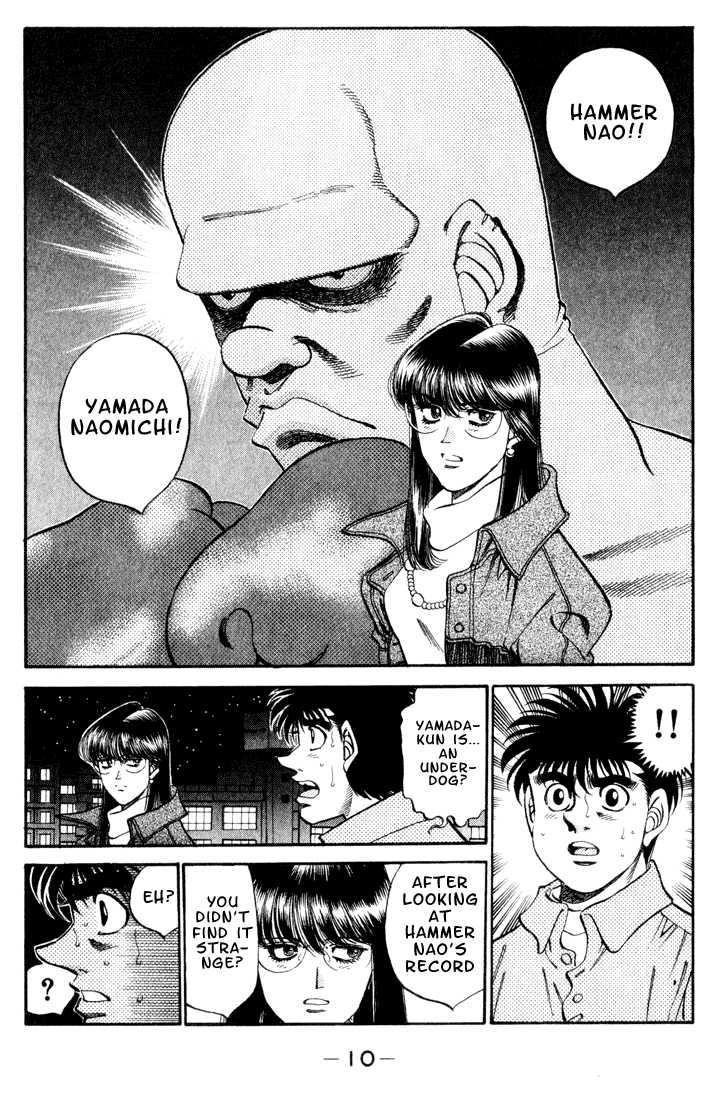 HAMMER
NAO!!
YAMADA
NAOMICHI!
!!
YAMADA-
KUN IS...
AN
UNDER-
DOG?
AFTER
LOOKING
AT
HAMMER
NAO'S
RECORD
YOU
DIDN'T
FIND IT
STRA-
NGE?
EH?
?
-10-